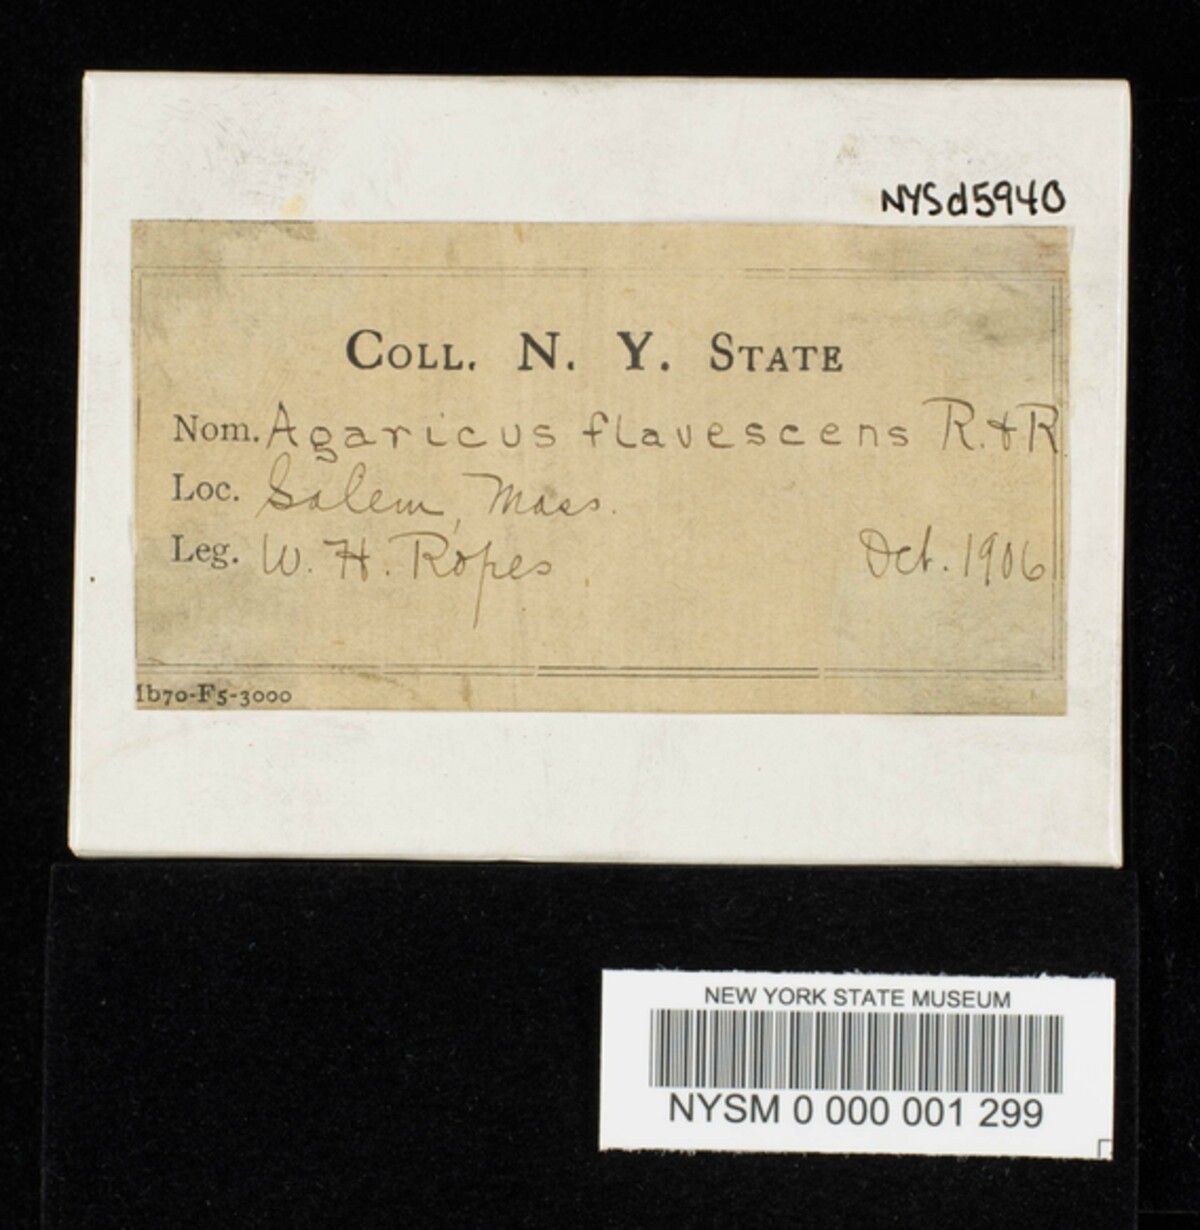 NYSd5940
COLL. N. Y. STATE
Nom. Agaricus flavescens R. & R
Loc. Salem, Mass.
Leg. W. H. Ropes Oct. 1906
Mb70-F5-3000
NEW YORK STATE MUSEUM
NYSM 0 000 001 299